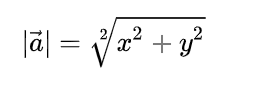 |a⃗| = ²√(x² + y²)